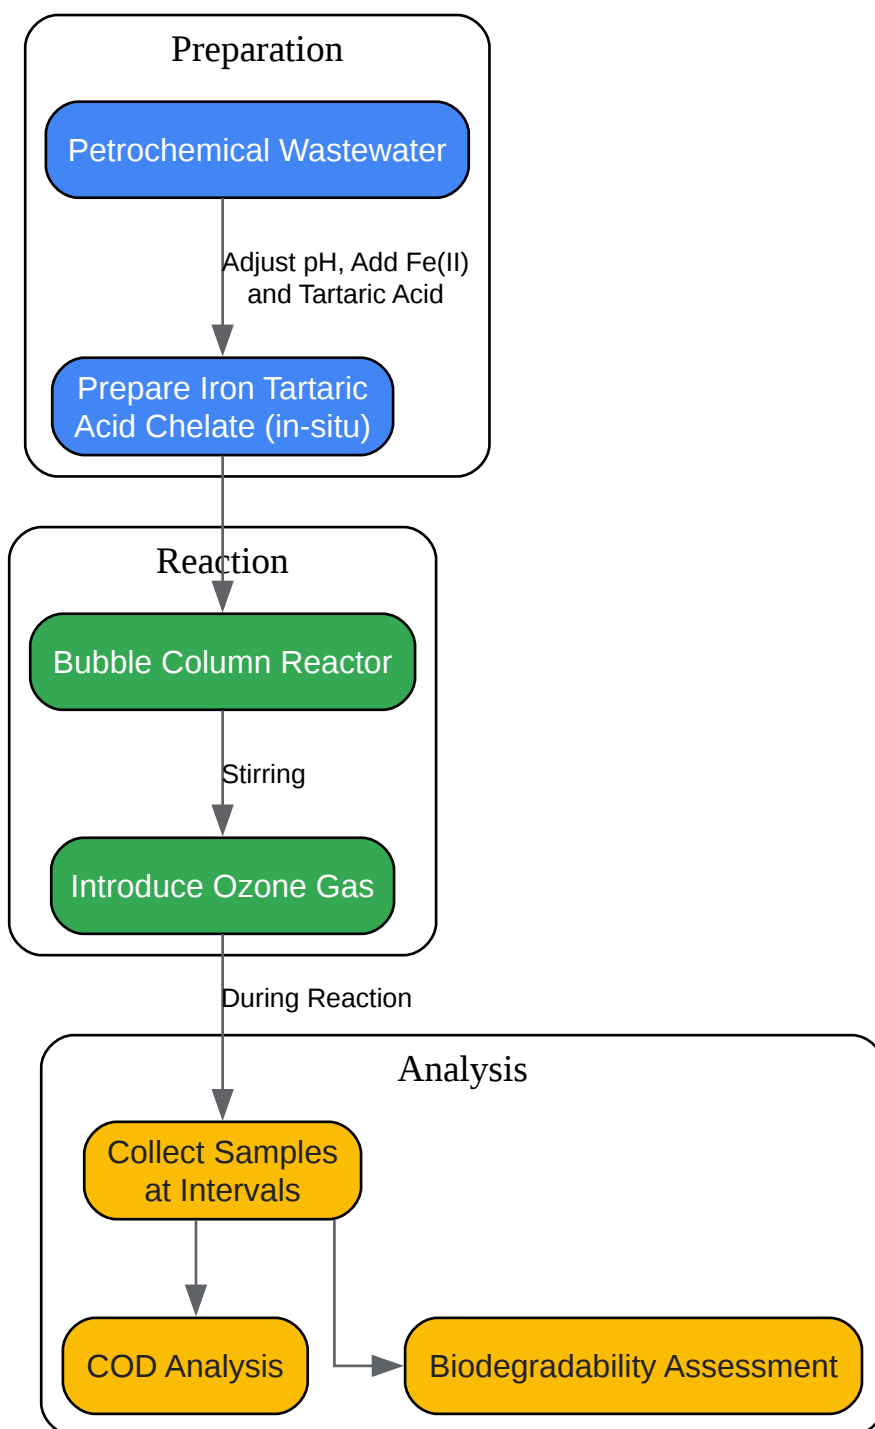 Preparation
Petrochemical Wastewater
Adjust pH, Add Fe(II)
and Tartaric Acid
Prepare Iron Tartaric
Acid Chelate (in-situ)
Reaction
Bubble Column Reactor
Stirring
Introduce Ozone Gas
During Reaction
Analysis
Collect Samples
at Intervals
COD Analysis
Biodegradability Assessment